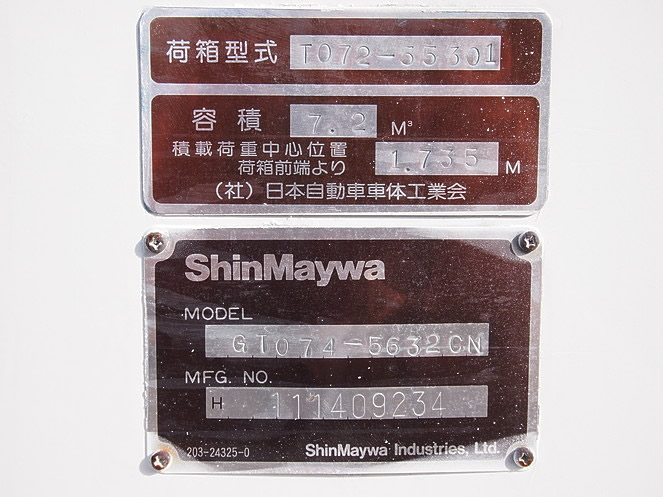 荷箱型式 T072-55301
容積 7.2 M³
積載荷重中心位置
荷箱前端より 1.735 M
(社)日本自動車車体工業会
ShinMaywa
MODEL
GT074-5632CN
MFG. NO.
H 111409234
203-24325-0 ShinMaywa Industries, Ltd.